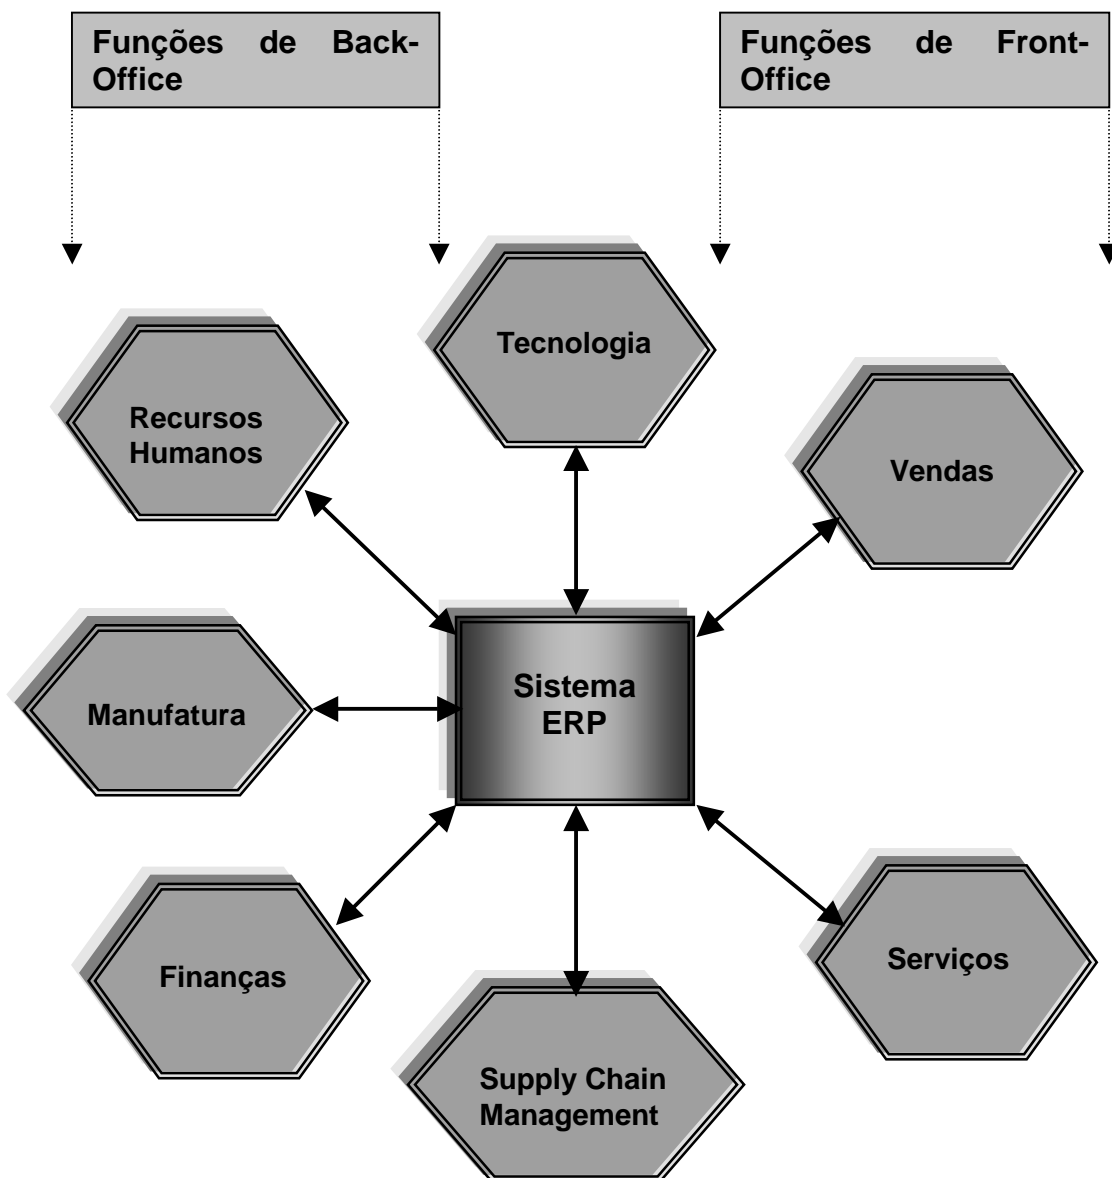 Funções de Back-
Office
Funções de Front-
Office
Tecnologia
Recursos
Humanos
Vendas
Sistema
ERP
Manufatura
Finanças
Serviços
Supply Chain
Management